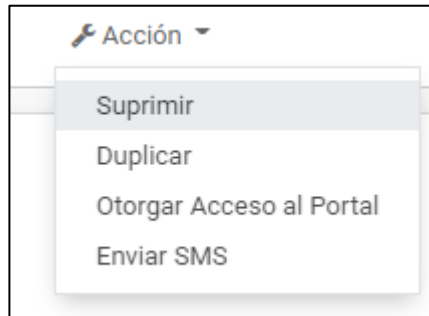 Acción
Suprimir
Duplicar
Otorgar Acceso al Portal
Enviar SMS